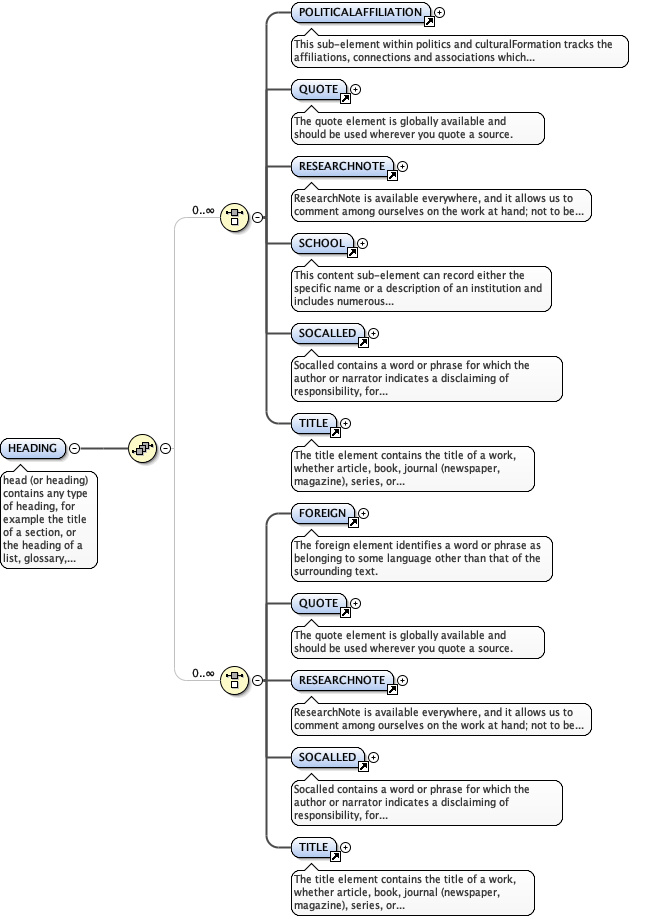 POLITICALAFFILIATION
This sub-element within politics and culturalFormation tracks the
affiliations, connections and associations which...
QUOTE
The quote element is globally available and
should be used wherever you quote a source.
RESEARCHNOTE
ResearchNote is available everywhere, and it allows us to
comment among ourselves on the work at hand; not to be...
0..∞
SCHOOL
This content sub-element can record either the
specific name or a description of an institution and
includes numerous...
SOCALLED
Socalled contains a word or phrase for which the
author or narrator indicates a disclaiming of
responsibility, for...
TITLE
The title element contains the title of a work,
whether article, book, journal (newspaper,
magazine), series, or...
HEADING
head (or heading)
contains any type
of heading, for
example the title
of a section, or
the heading of a
list, glossary,...
FOREIGN
The foreign element identifies a word or phrase as
belonging to some language other than that of the
surrounding text.
QUOTE
The quote element is globally available and
should be used wherever you quote a source.
0..∞
RESEARCHNOTE
ResearchNote is available everywhere, and it allows us to
comment among ourselves on the work at hand; not to be...
SOCALLED
Socalled contains a word or phrase for which the
author or narrator indicates a disclaiming of
responsibility, for...
TITLE
The title element contains the title of a work,
whether article, book, journal (newspaper,
magazine), series, or...